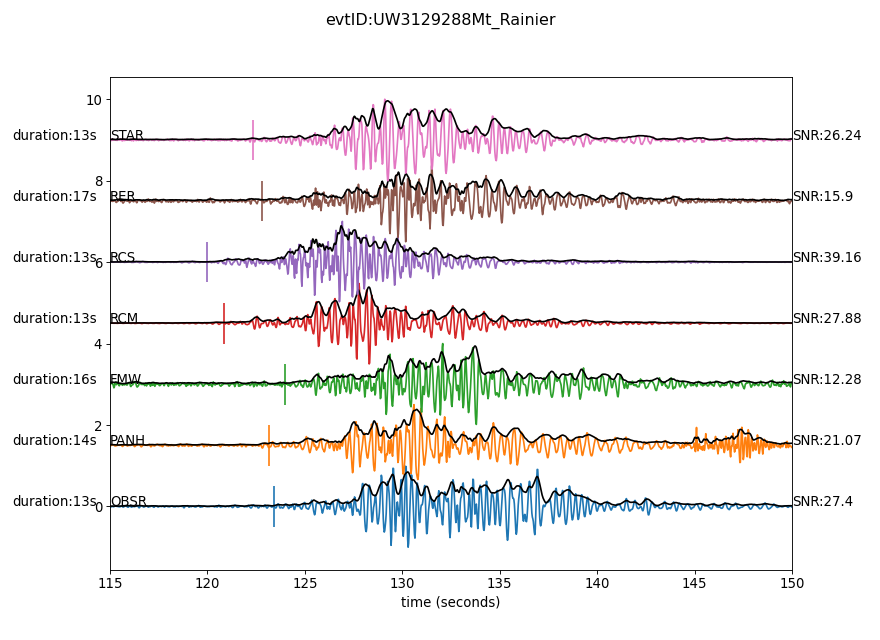 evtID:UW3129288Mt_Rainier
10
duration:13s STAR SNR:26.24
8
duration:17s RER SNR:15.9
duration:13s RCS SNR:39.16
6
duration:13s RCM SNR:27.88
4
duration:16s FMW SNR:12.28
2
duration:14s PANH SNR:21.07
duration:13s OBSR SNR:27.4
0
115 120 125 130 135 140 145 150
time (seconds)